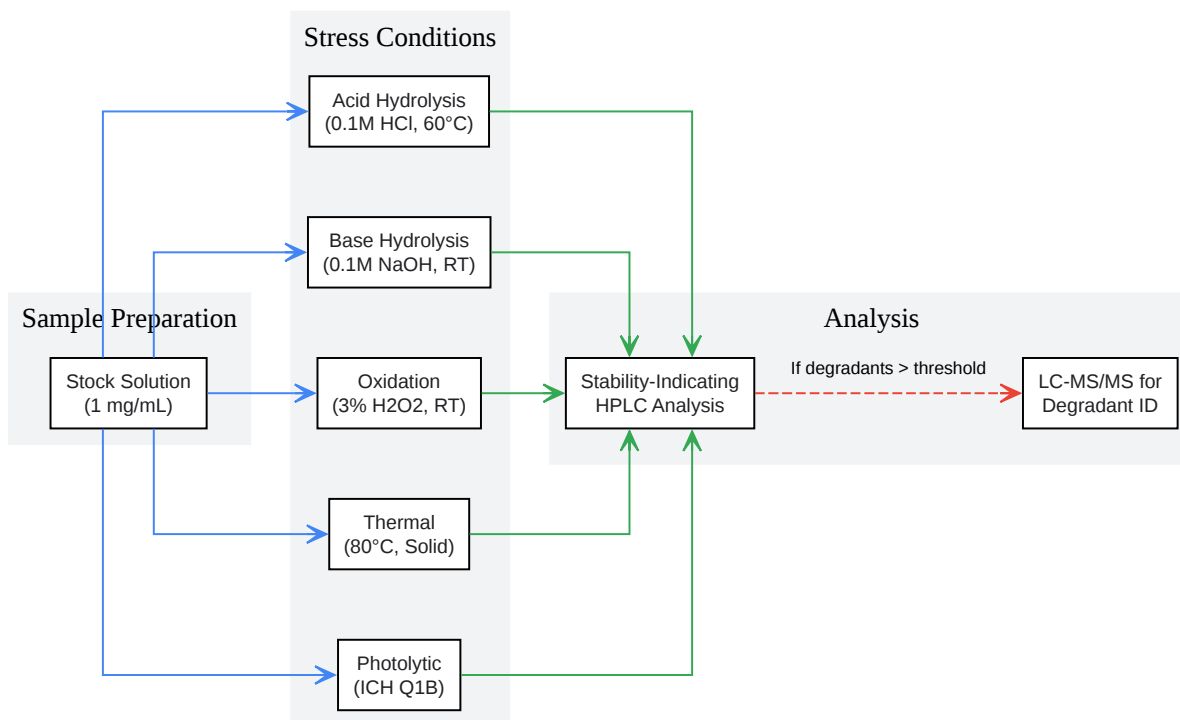 Stress Conditions
Acid Hydrolysis
(0.1M HCl, 60°C)
Base Hydrolysis
(0.1M NaOH, RT)
Sample Preparation
Stock Solution
(1 mg/mL)
Oxidation
(3% H2O2, RT)
Thermal
(80°C, Solid)
Photolytic
(ICH Q1B)
Analysis
Stability-Indicating
HPLC Analysis
If degradants > threshold
LC-MS/MS for
Degradant ID